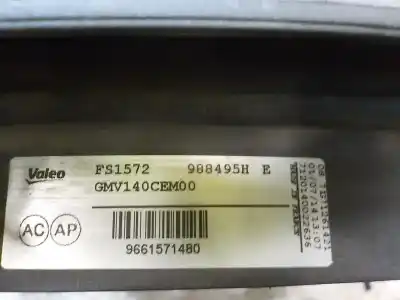 Valeo
FS1572 988495H E
GMV140CEM00
AC AP
9661571480